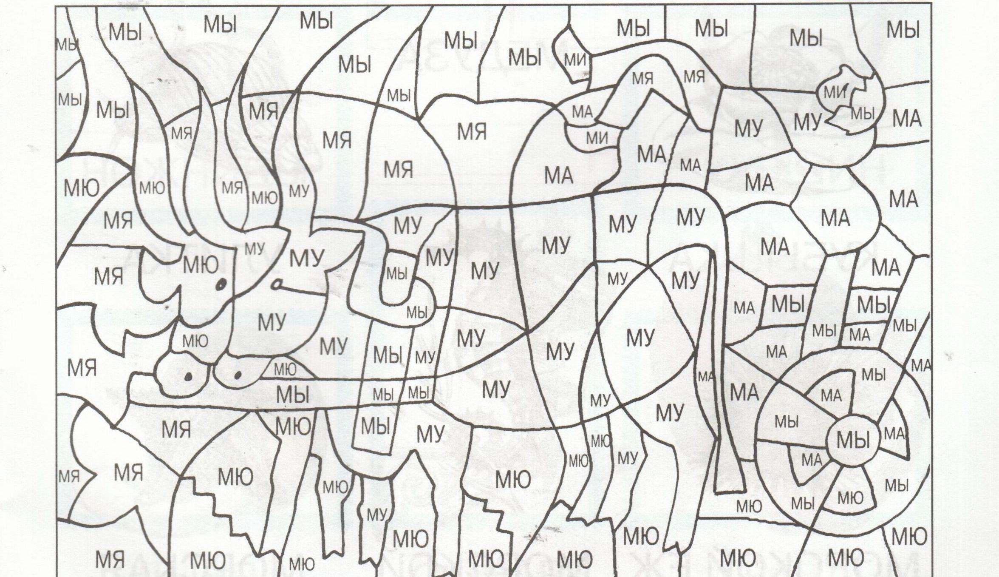 МЫ МЫ МЫ МЫ МЫ МЫ МЫ МЫ
МЫ МЫ МЫ МИ
МЯ МЯ
МЫ МЫ МЫ МИ
МЯ МЯ МА МУ МУ МЫ МА
МЯ МЯ МЯ МИ
МЯ МА МА МА
МЮ МЮ МЯ МЮ МУ МА МА
МЯ МУ МУ МУ МА
МУ МУ МУ МУ МА
МЯ МЮ МУ МЫ МУ МУ МУ МА
МУ МЫ МА МЫ МЫ
МЮ МУ МЫ МУ МУ МУ МУ МУ МА МЫ МА МЫ
МЯ МЮ МА МЫ МА
МЫ МЫ МЫ МУ МУ МА МА
МЯ МЮ МЫ МУ МУ МЫ МЫ МА
МЯ МЯ МЮ МЮ МЮ МЮ МЮ МУ МА
МУ МЮ МЫ МЮ МЫ
МЯ МЮ МЮ МЮ МЮ МЮ МЮ МЮ МЮ МЮ